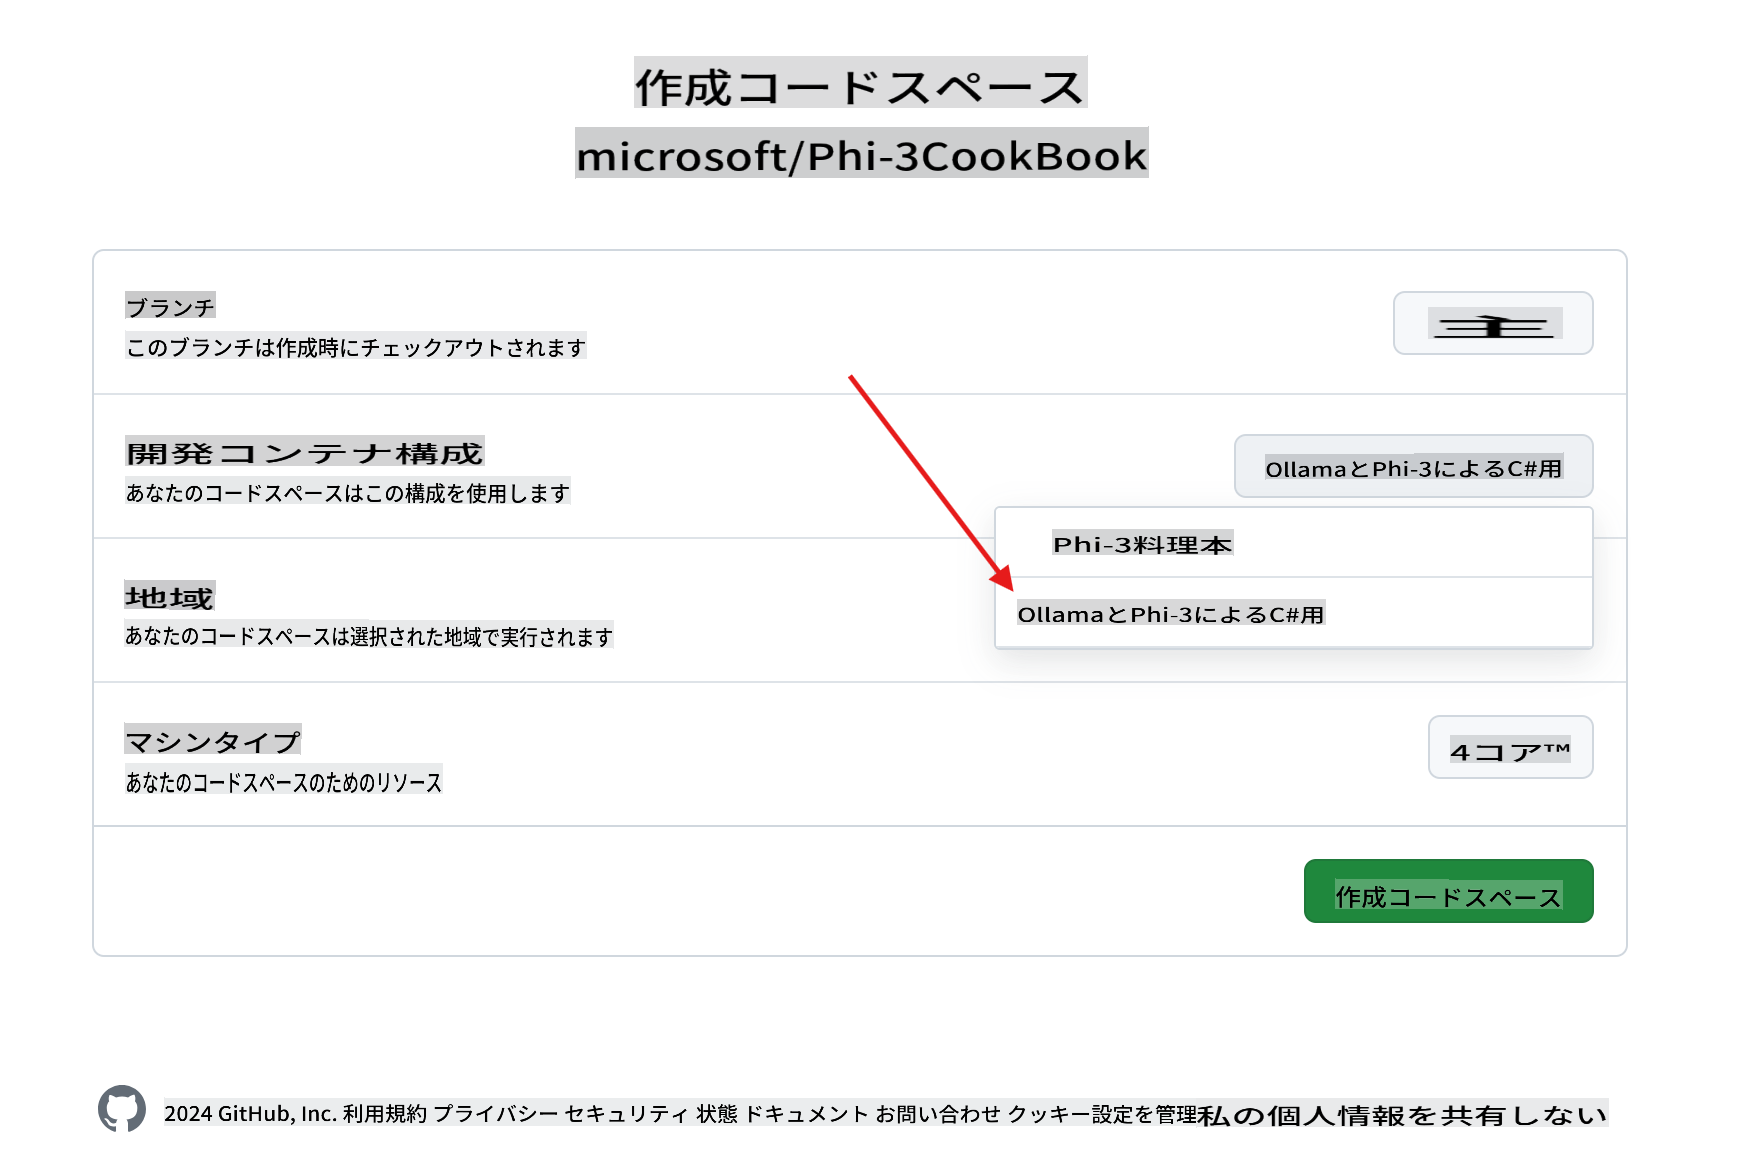 作成コードスペース
microsoft/Phi-3CookBook
ブランチ
このブランチは作成時にチェックアウトされます
主
開発コンテナ構成
あなたのコードスペースはこの構成を使用します
OllamaとPhi-3によるC#用
Phi-3料理本
OllamaとPhi-3によるC#用
地域
あなたのコードスペースは選択された地域で実行されます
マシンタイプ
あなたのコードスペースのためのリソース
4コア™
作成コードスペース
2024 GitHub, Inc. 利用規約 プライバシー セキュリティ 状態 ドキュメント お問い合わせ クッキー設定を管理私の個人情報を共有しない